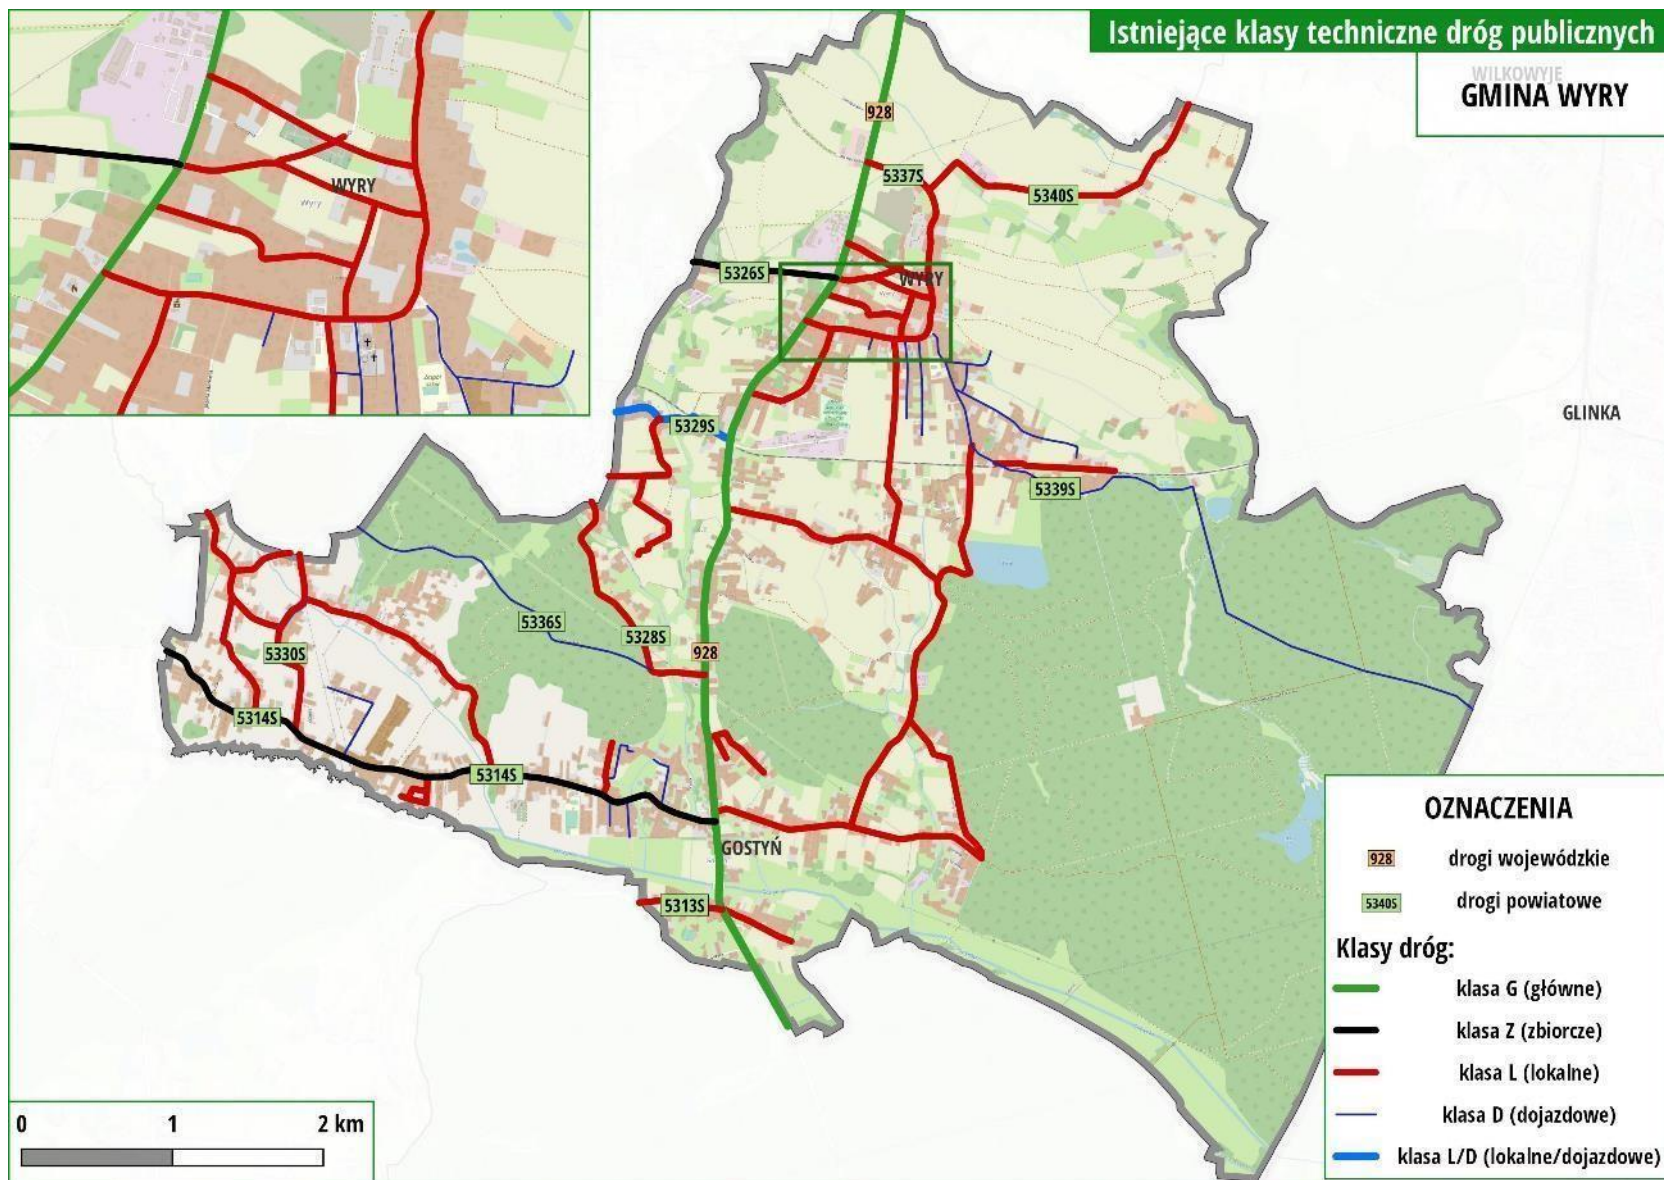 Istniejące klasy techniczne dróg publicznych
WILKOWYJE
GMINA WYRY
928
5337S
5340S
WYRY
Wyry
5326S
WYRY
5329S
GLINKA
5339S
5336S
5328S
928
5330S
5314S
5314S
GOSTYŃ
5313S
OZNACZENIA
928 drogi wojewódzkie
5340S drogi powiatowe
Klasy dróg:
klasa G (główne)
klasa Z (zbiorcze)
klasa L (lokalne)
klasa D (dojazdowe)
klasa L/D (lokalne/dojazdowe)
0 1 2 km